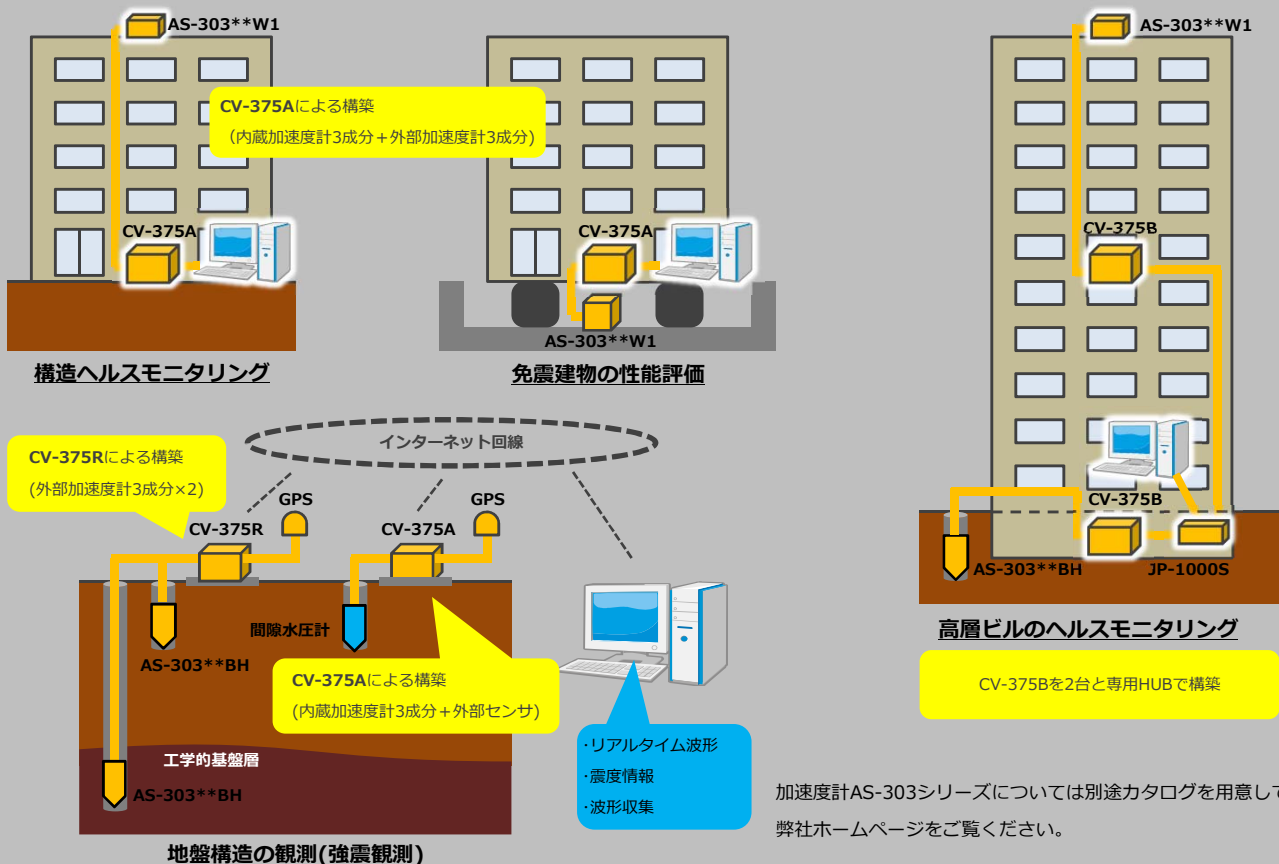 AS-303**W1
CV-375Aによる構築
（内蔵加速度計3成分＋外部加速度計3成分)
CV-375A
構造ヘルスモニタリング
CV-375A
AS-303**W1
免震建物の性能評価
AS-303**W1
CV-375B
CV-375B
AS-303**BH
JP-1000S
高層ビルのヘルスモニタリング
CV-375Bを2台と専用HUBで構築
インターネット回線
CV-375Rによる構築
(外部加速度計3成分×2)
CV-375R
GPS
CV-375A
GPS
間隙水圧計
AS-303**BH
CV-375Aによる構築
(内蔵加速度計3成分＋外部センサ)
工学的基盤層
AS-303**BH
地盤構造の観測(強震観測)
･リアルタイム波形
･震度情報
･波形収集
加速度計AS-303シリーズについては別途カタログを用意して
弊社ホームページをご覧ください。